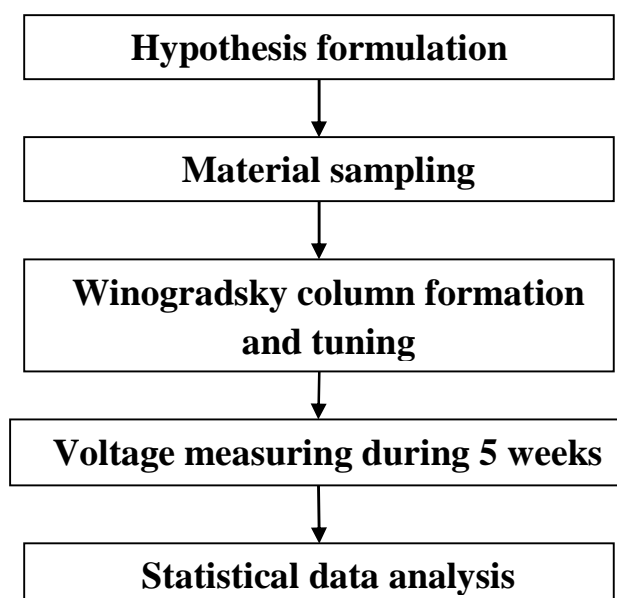 Hypothesis formulation
Material sampling
Winogradsky column formation
and tuning
Voltage measuring during 5 weeks
Statistical data analysis